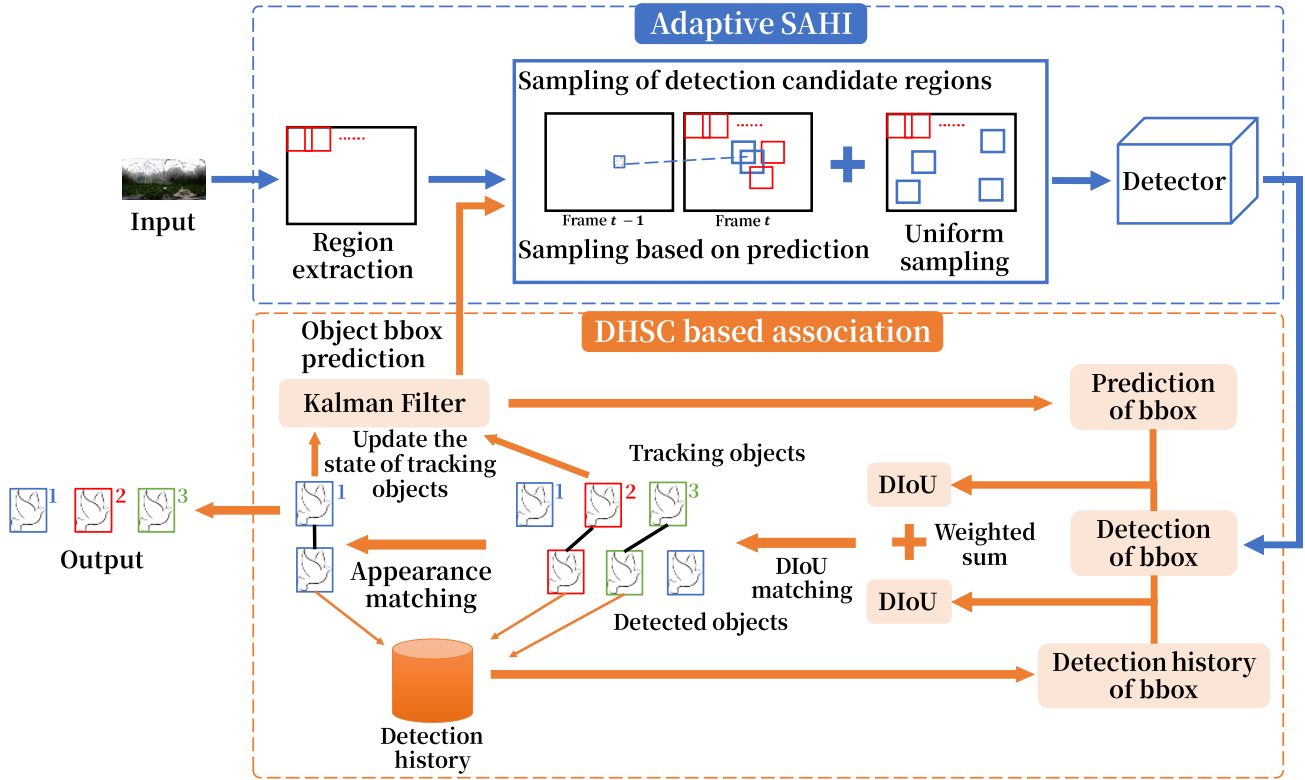 Adaptive SAHI
Sampling of detection candidate regions
......
......
......
Input
Region
extraction
Frame t − 1
Frame t
Sampling based on prediction
Uniform
sampling
Detector
DHSC based association
Object bbox
prediction
Kalman Filter
Update the
state of tracking
objects
Tracking objects
Prediction
of bbox
DIoU
Weighted
sum
Detection
of bbox
DIoU
DIoU
matching
1
2
3
1
1
2
3
Output
Appearance
matching
Detected objects
Detection history
of bbox
Detection
history